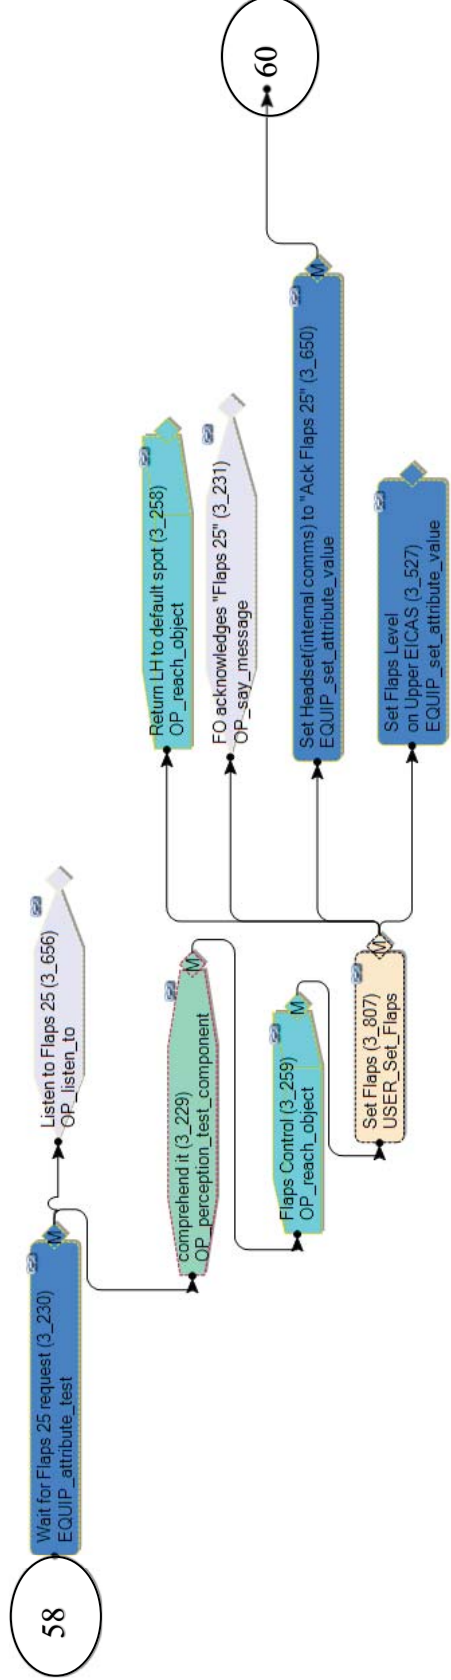 58
Wait for Flaps 25 request (3_230)
EQUIP_attribute_test
M
Listen to Flaps 25 (3_656)
OP_listen_to
comprehend it (3_229)
OP_perception_test_component
M
Flaps Control (3_259)
OP_reach_object
M
Set Flaps (3_807)
USER_Set_Flaps
M
Return LH to default spot (3_258)
OP_reach_object
FO acknowledges "Flaps 25" (3_231)
OP_say_message
Set Headset(internal comms) to "Ack Flaps 25" (3_650)
EQUIP_set_attribute_value
M
Set Flaps Level
on Upper EICAS (3_527)
EQUIP_set_attribute_value
60